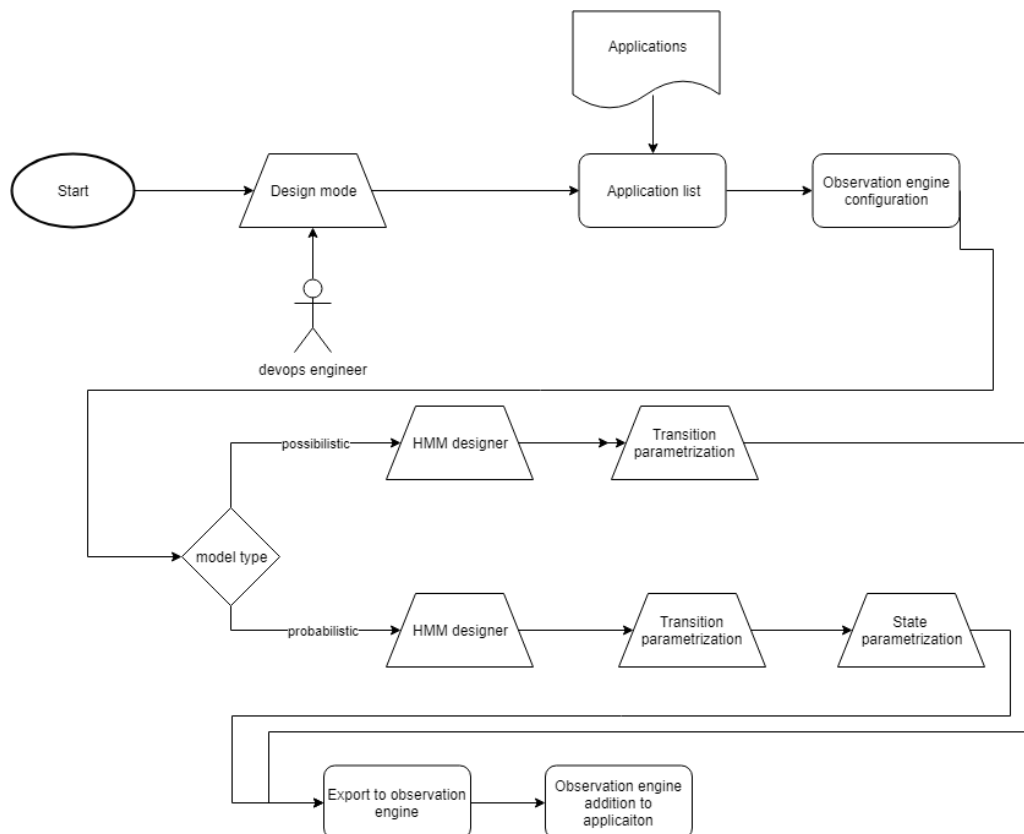 Applications
Start
Design mode
Application list
Observation engine
configuration
devops engineer
possibilistic
HMM designer
Transition
parametrization
model type
probabilistic
HMM designer
Transition
parametrization
State
parametrization
Export to observation
engine
Observation engine
addition to
applicaiton